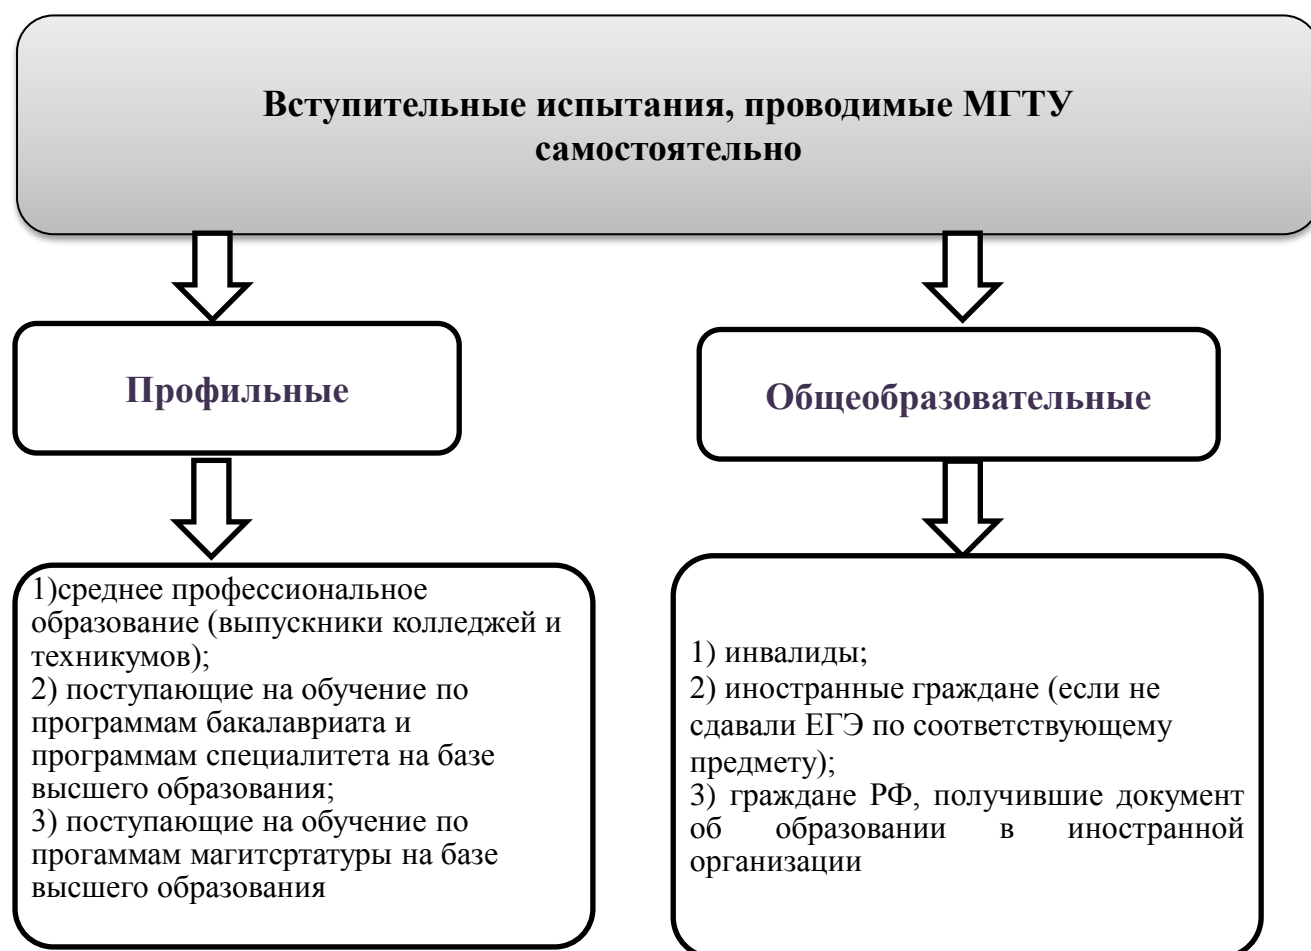 Вступительные испытания, проводимые МГТУ
самостоятельно
Профильные
Общеобразовательные
1)среднее профессиональное
образование (выпускники колледжей и
техникумов);
2) поступающие на обучение по
программам бакалавриата и
программам специалитета на базе
высшего образования;
3) поступающие на обучение по
прогаммам магитсртатуры на базе
высшего образования
1) инвалиды;
2) иностранные граждане (если не
сдавали ЕГЭ по соответствующему
предмету);
3) граждане РФ, получившие документ
об образовании в иностранной
организации